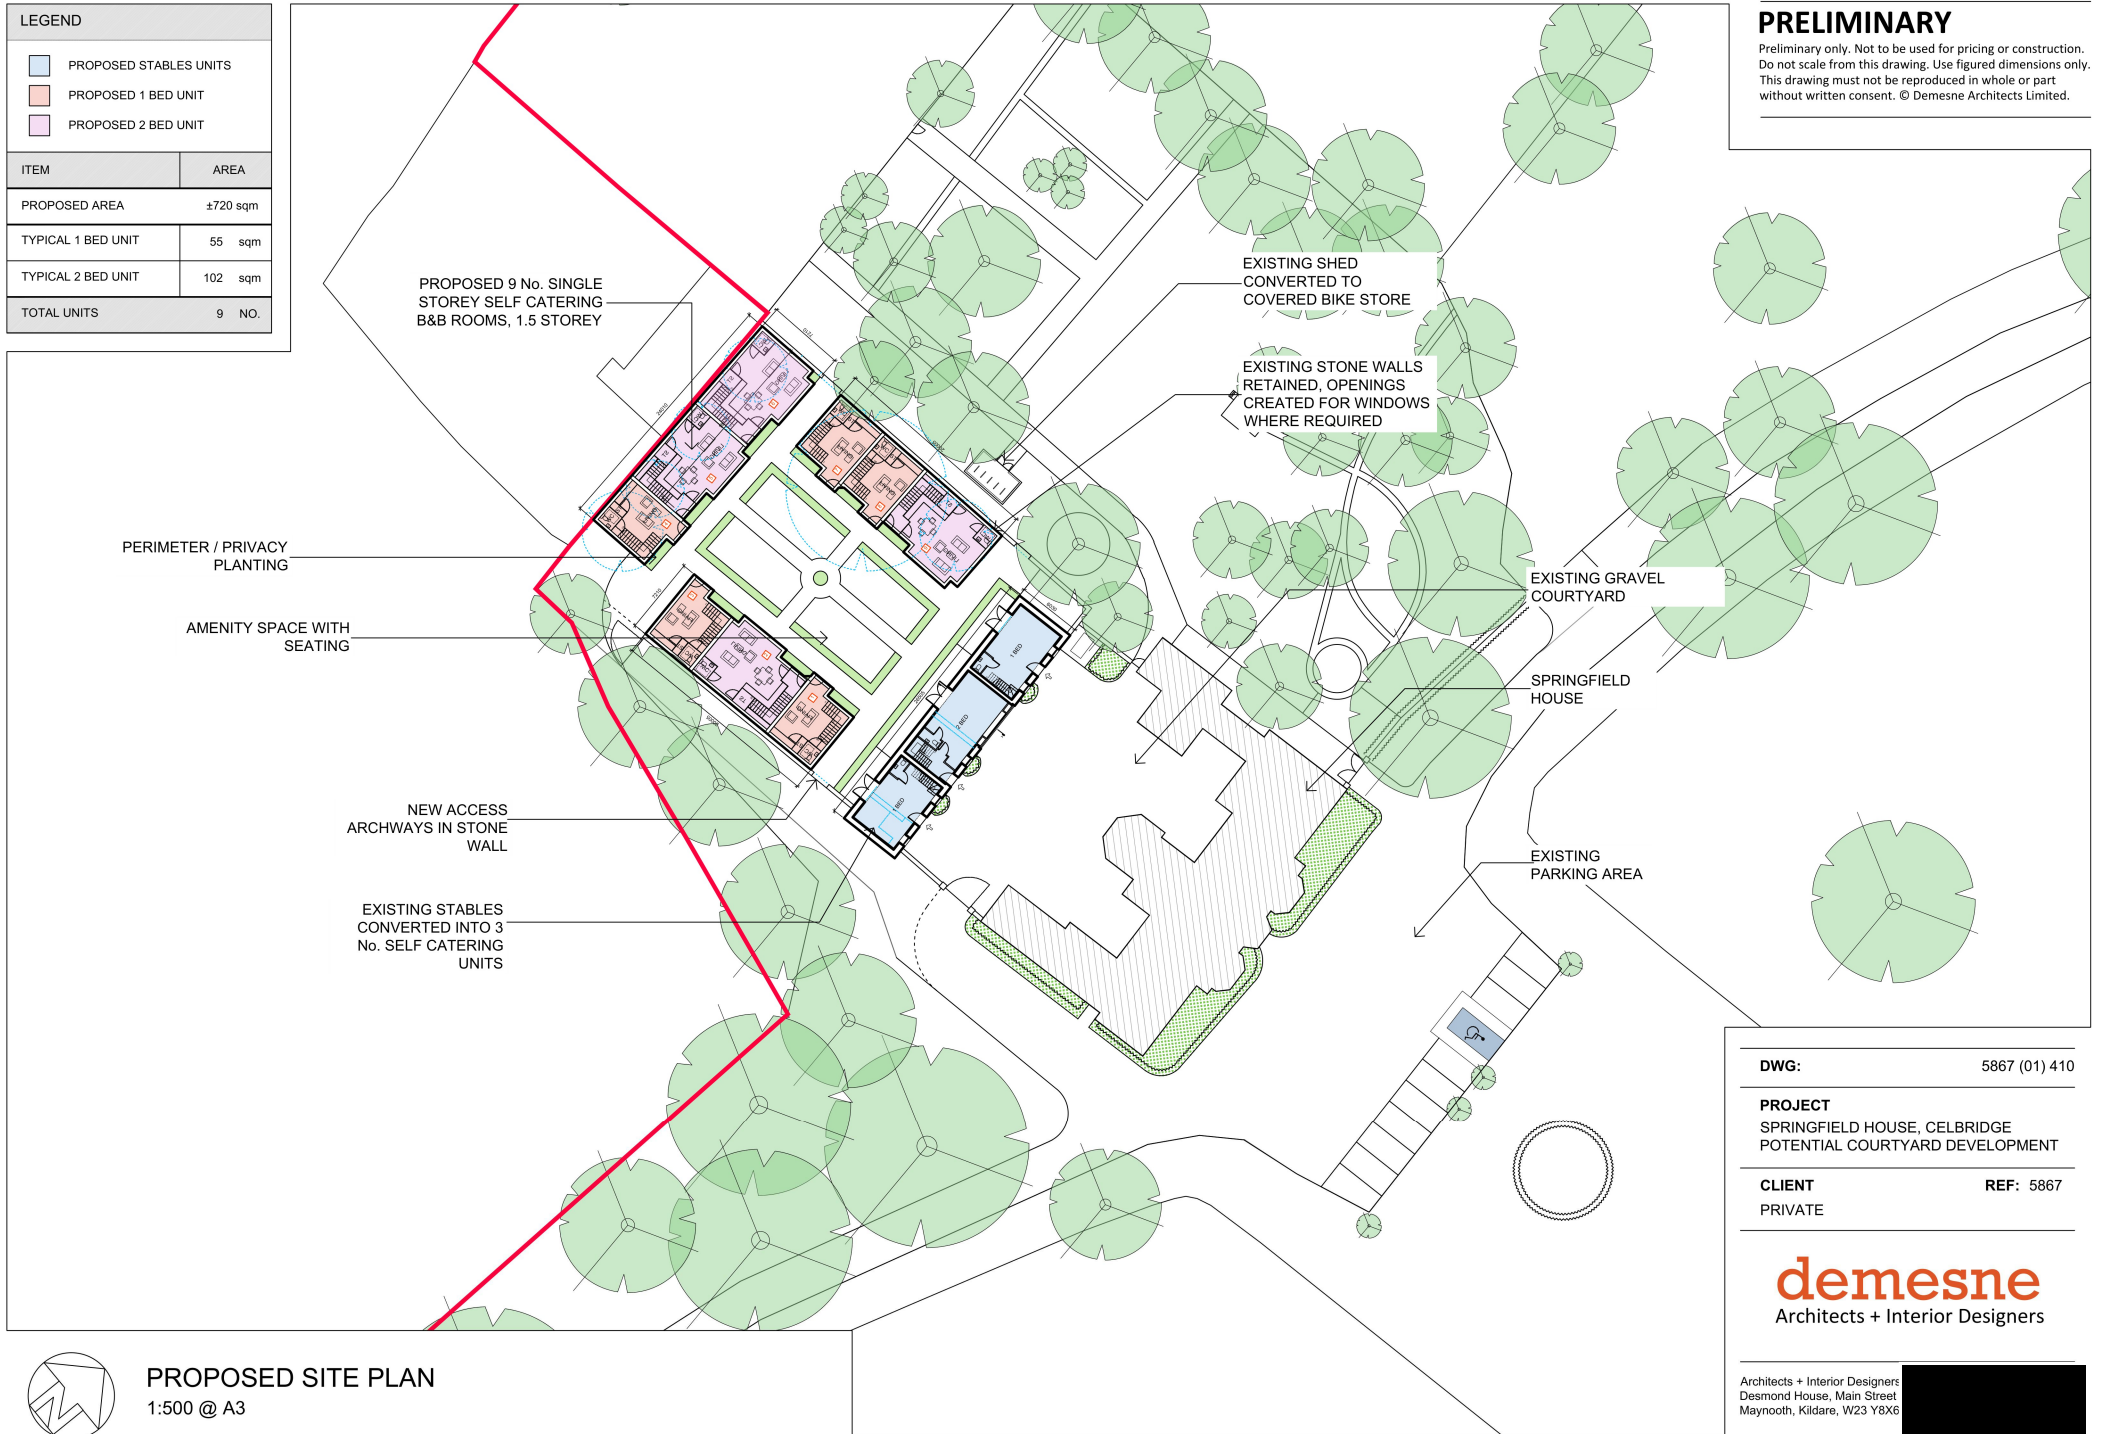 LEGEND
PROPOSED STABLES UNITS
PROPOSED 1 BED UNIT
PROPOSED 2 BED UNIT
ITEM AREA
PROPOSED AREA ±720 sqm
TYPICAL 1 BED UNIT 55 sqm
TYPICAL 2 BED UNIT 102 sqm
TOTAL UNITS 9 NO.
PRELIMINARY
Preliminary only. Not to be used for pricing or construction.
Do not scale from this drawing. Use figured dimensions only.
This drawing must not be reproduced in whole or part
without written consent. © Demesne Architects Limited.
PROPOSED 9 No. SINGLE
STOREY SELF CATERING
B&B ROOMS, 1.5 STOREY
EXISTING SHED
CONVERTED TO
COVERED BIKE STORE
EXISTING STONE WALLS
RETAINED, OPENINGS
CREATED FOR WINDOWS
WHERE REQUIRED
PERIMETER / PRIVACY
PLANTING
AMENITY SPACE WITH
SEATING
EXISTING GRAVEL
COURTYARD
SPRINGFIELD
HOUSE
1 BED
2 BED
1 BED
NEW ACCESS
ARCHWAYS IN STONE
WALL
EXISTING
PARKING AREA
EXISTING STABLES
CONVERTED INTO 3
No. SELF CATERING
UNITS
DWG: 5867 (01) 410
PROJECT
SPRINGFIELD HOUSE, CELBRIDGE
POTENTIAL COURTYARD DEVELOPMENT
CLIENT REF: 5867
PRIVATE
demesne
Architects + Interior Designers
Architects + Interior Designers
Desmond House, Main Street
Maynooth, Kildare, W23 Y8X6
PROPOSED SITE PLAN
1:500 @ A3